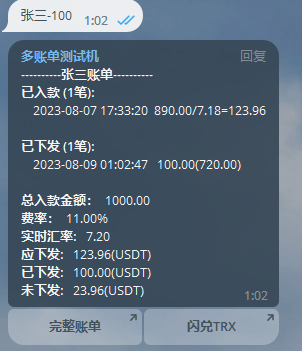 张三-100
1:02
多账单测试机 回复
----------张三账单----------
已入款 (1笔):
2023-08-07 17:33:20 890.00/7.18=123.96
已下发 (1笔):
2023-08-09 01:02:47 100.00(720.00)
总入款金额： 1000.00
费率： 11.00%
实时汇率: 7.20
应下发: 123.96(USDT)
已下发: 100.00(USDT)
未下发: 23.96(USDT)
1:02
完整账单 闪兑TRX